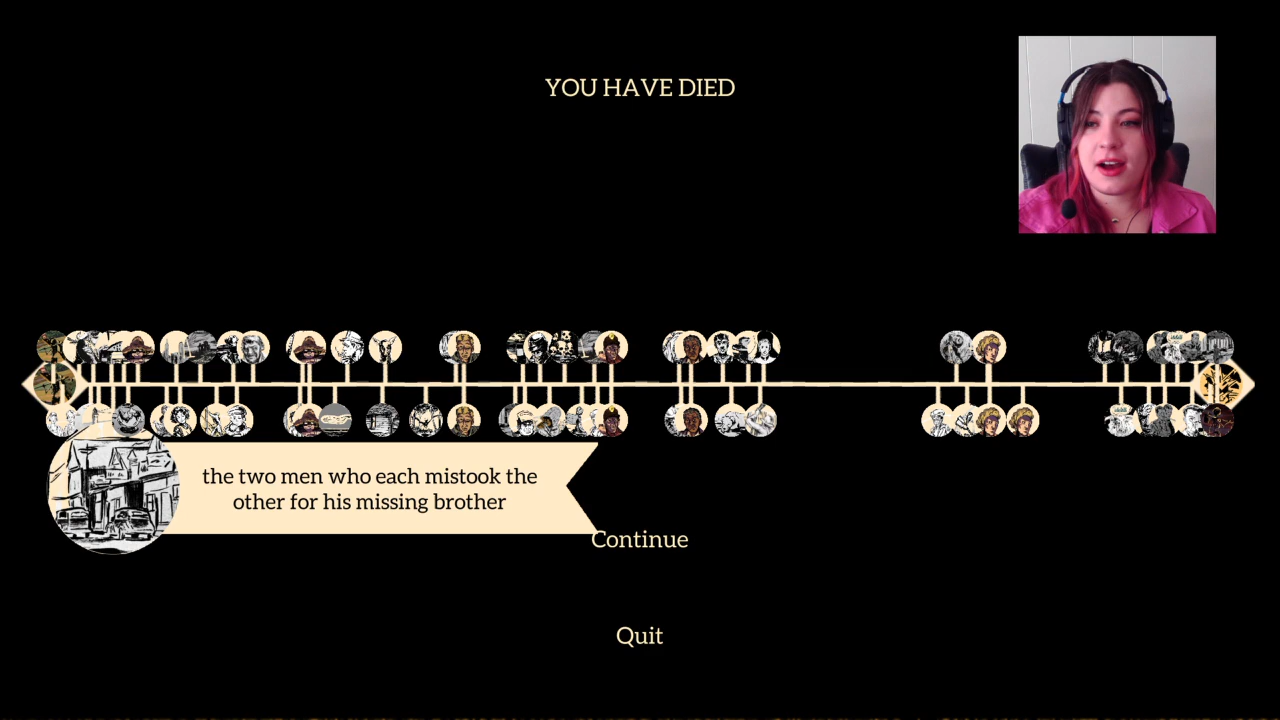 YOU HAVE DIED
the two men who each mistook the
other for his missing brother
Continue
Quit